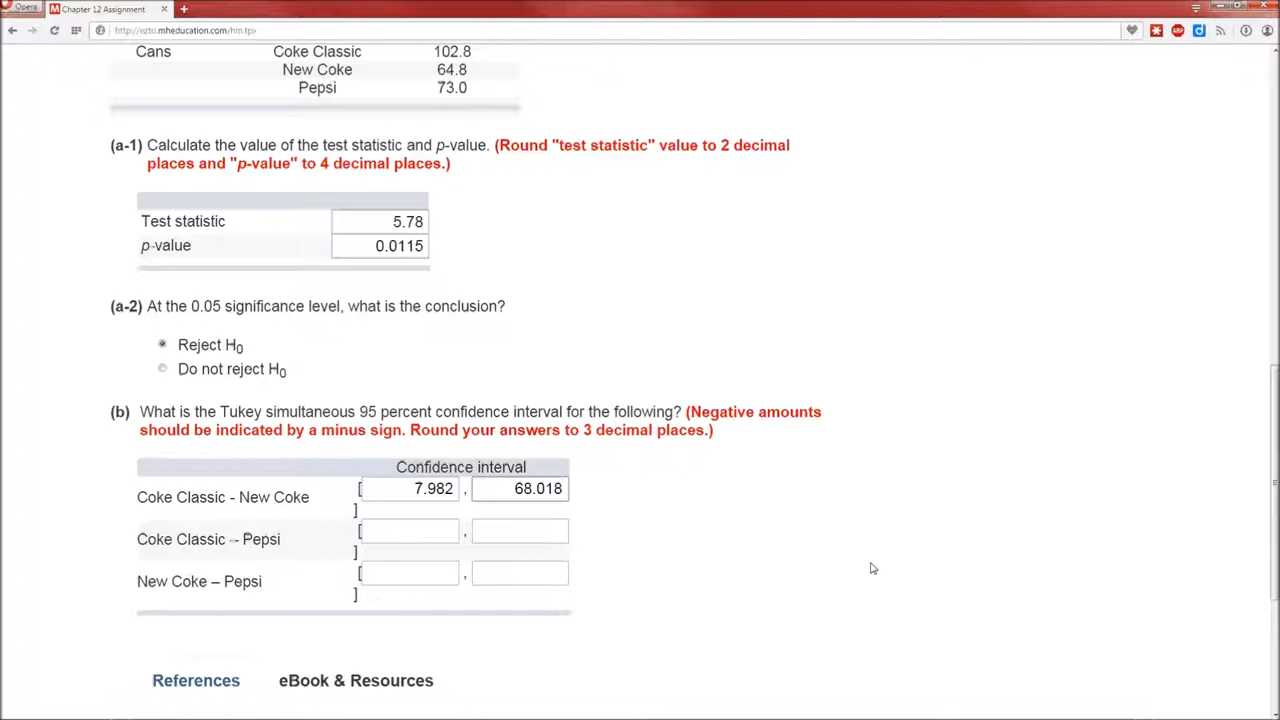 Opera
Chapter 12 Assignment
http://ezto.mheducation.com/hm.tpx
Cans Coke Classic 102.8
New Coke 64.8
Pepsi 73.0
(a-1) Calculate the value of the test statistic and p-value. (Round "test statistic" value to 2 decimal
places and "p-value" to 4 decimal places.)
Test statistic 5.78
p-value 0.0115
(a-2) At the 0.05 significance level, what is the conclusion?
Reject H0
Do not reject H0
(b) What is the Tukey simultaneous 95 percent confidence interval for the following? (Negative amounts
should be indicated by a minus sign. Round your answers to 3 decimal places.)
Confidence interval
Coke Classic - New Coke [ 7.982 , 68.018
]
Coke Classic – Pepsi [ ,
]
New Coke – Pepsi [ ,
]
References eBook & Resources